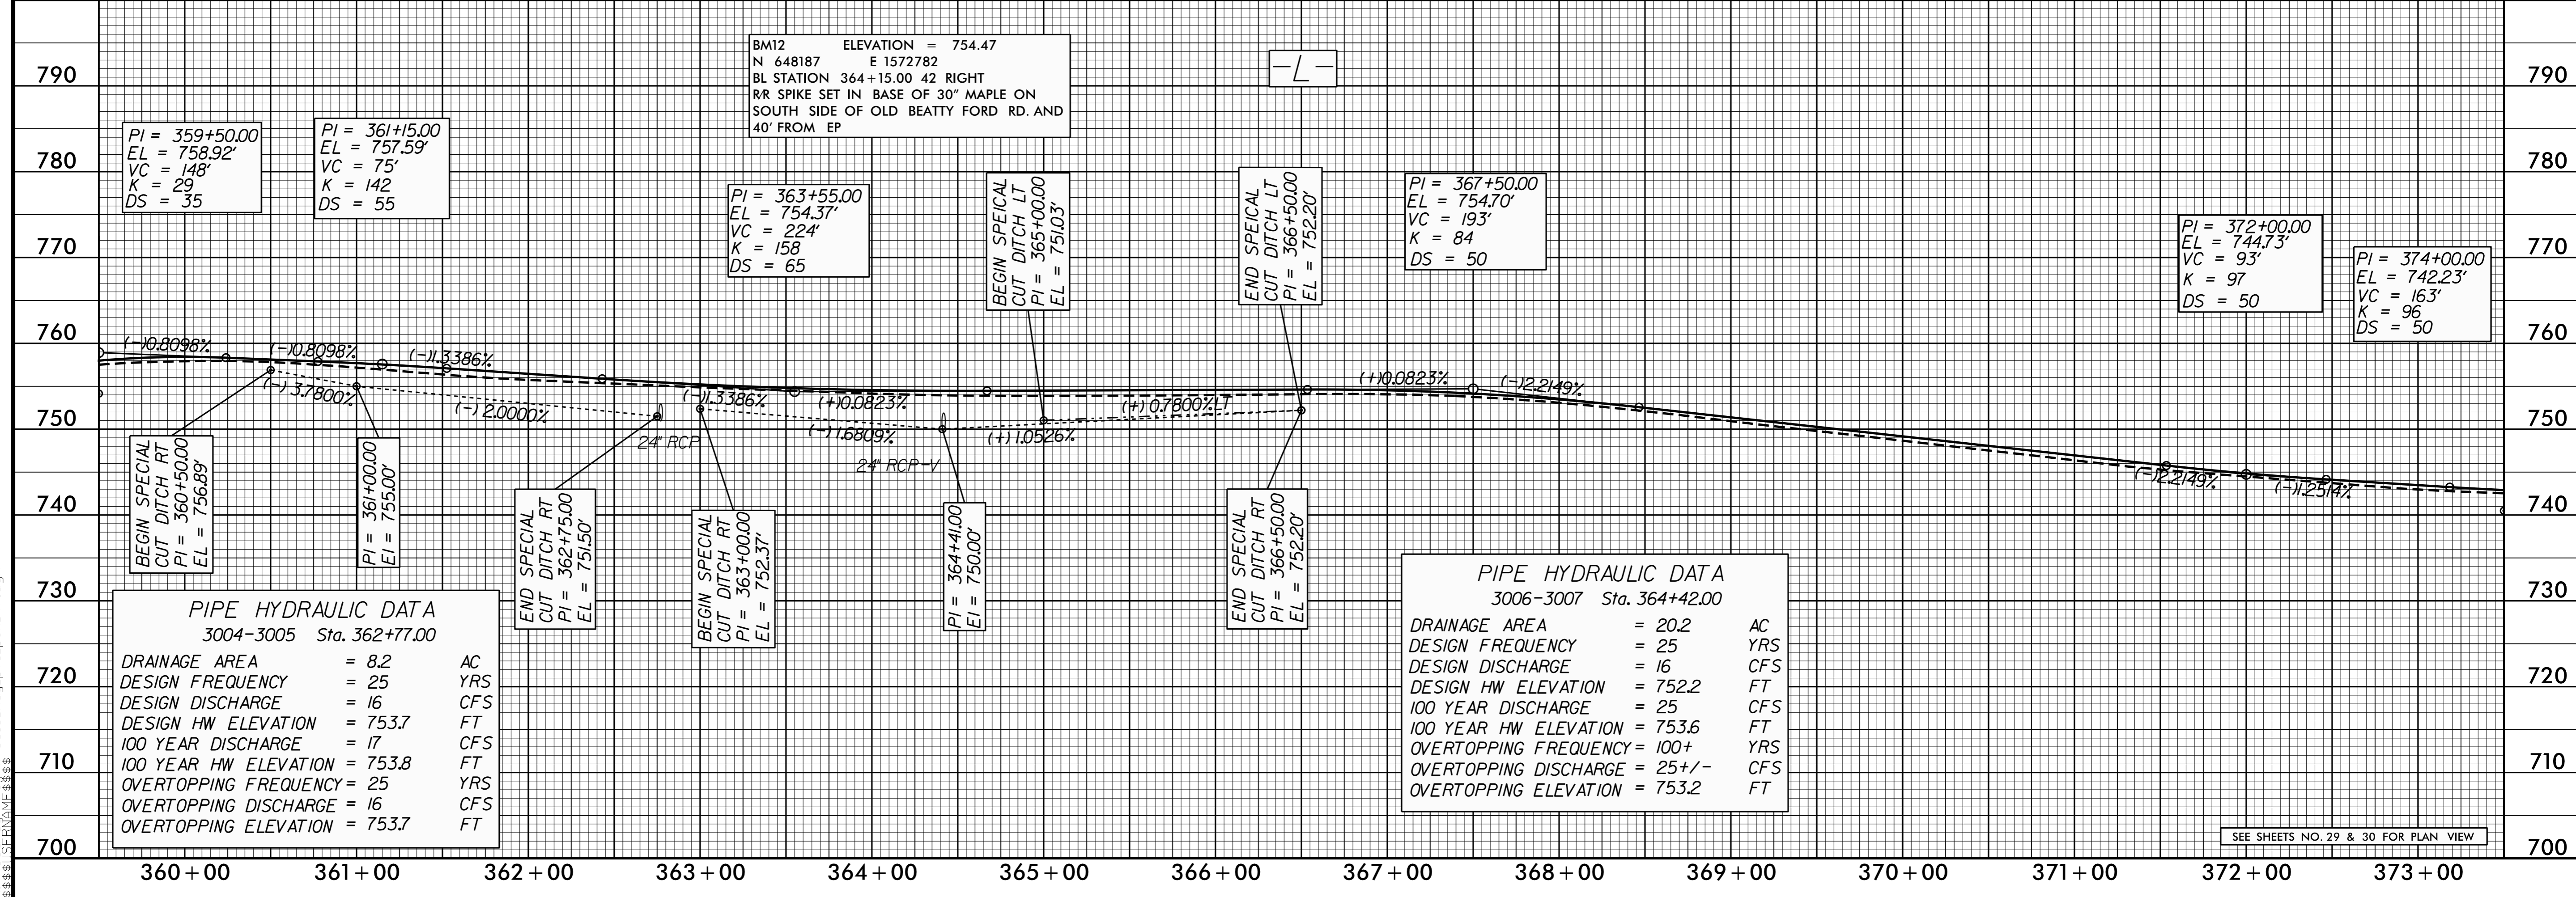 BM12 ELEVATION = 754.47
N 648187 E 1572782
BL STATION 364+15.00 42 RIGHT
RR SPIKE SET IN BASE OF 30" MAPLE ON
SOUTH SIDE OF OLD BEATTY FORD RD. AND
40' FROM EP
-L-
790
790
780
780
770
770
760
760
750
750
740
740
730
730
720
720
710
710
700
700
PI = 359+50.00
EL = 758.92'
VC = 148'
K = 29
DS = 35
PI = 361+15.00
EL = 757.59'
VC = 75'
K = 142
DS = 55
PI = 363+55.00
EL = 754.37'
VC = 224'
K = 158
DS = 65
BEGIN SPEICAL
CUT DITCH LT
PI = 365+00.00
EL = 751.03'
END SPEICAL
CUT DITCH LT
PI = 366+50.00
EL = 752.20'
PI = 367+50.00
EL = 754.70'
VC = 193'
K = 84
DS = 50
PI = 372+00.00
EL = 744.73'
VC = 93'
K = 97
DS = 50
PI = 374+00.00
EL = 742.23'
VC = 163'
K = 96
DS = 50
(-)0.8098%
(-)0.8098%
(-)1.3386%
(-)3.7800%
(-)2.0000%
(-)1.3386%
(+)0.0823%
(-)1.6809%
(+)1.0526%
(+)0.7800%LT
(+)0.0823%
(-)2.2149%
(-)2.2149%
(-)1.2514%
24" RCP
24" RCP-V
BEGIN SPECIAL
CUT DITCH RT
PI = 360+50.00
EL = 756.89'
PI = 361+00.00
El = 755.00'
END SPECIAL
CUT DITCH RT
PI = 362+75.00
EL = 751.50'
BEGIN SPECIAL
CUT DITCH RT
PI = 363+00.00
EL = 752.37'
PI = 364+41.00
El = 750.00'
END SPECIAL
CUT DITCH RT
PI = 366+50.00
EL = 752.20'
PIPE HYDRAULIC DATA
3004-3005 Sta. 362+77.00
DRAINAGE AREA = 8.2 AC
DESIGN FREQUENCY = 25 YRS
DESIGN DISCHARGE = 16 CFS
DESIGN HW ELEVATION = 753.7 FT
100 YEAR DISCHARGE = 17 CFS
100 YEAR HW ELEVATION = 753.8 FT
OVERTOPPING FREQUENCY = 25 YRS
OVERTOPPING DISCHARGE = 16 CFS
OVERTOPPING ELEVATION = 753.7 FT
PIPE HYDRAULIC DATA
3006-3007 Sta. 364+42.00
DRAINAGE AREA = 20.2 AC
DESIGN FREQUENCY = 25 YRS
DESIGN DISCHARGE = 16 CFS
DESIGN HW ELEVATION = 752.2 FT
100 YEAR DISCHARGE = 25 CFS
100 YEAR HW ELEVATION = 753.6 FT
OVERTOPPING FREQUENCY = 100+ YRS
OVERTOPPING DISCHARGE = 25+/- CFS
OVERTOPPING ELEVATION = 753.2 FT
SEE SHEETS NO. 29 & 30 FOR PLAN VIEW
360+00
361+00
362+00
363+00
364+00
365+00
366+00
367+00
368+00
369+00
370+00
371+00
372+00
373+00
$$$$USERNAME$$$$